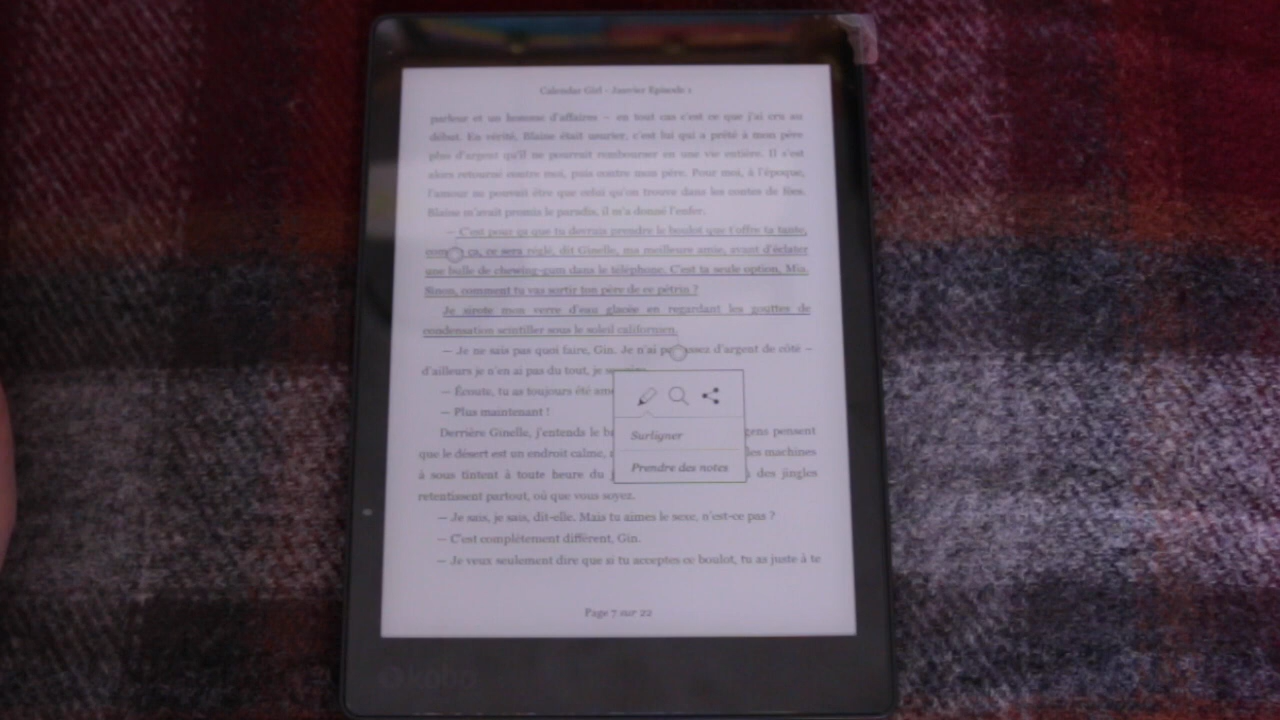 Calendar Girl - Janvier Episode 1
parleur et un homme d'affaires – en tout cas c'est ce que j'ai cru au
début. En vérité, Blaine était usurier, c'est lui qui a prêté à mon père
plus d'argent qu'il ne pourrait rembourser en une vie entière. Il s'est
alors retourné contre moi, puis contre mon père. Pour moi, à l'époque,
l'amour ne pouvait être que celui qu'on trouve dans les contes de fées.
Blaine m'avait promis le paradis, il m'a donné l'enfer.
– C'est pour ça que tu devrais prendre le boulot que t'offre ta tante,
ça, ce sera réglé, dit Ginelle, ma meilleure amie, avant d'éclater
une bulle de chewing-gum dans le téléphone. C'est ta seule option, Mia.
Sinon, comment tu vas sortir ton père de ce pétrin ?
Je sirote mon verre d'eau glacée en regardant les gouttes de
condensation scintiller sous le soleil californien.
– Je ne sais pas quoi faire, Gin. Je n'ai pas assez d'argent de côté –
d'ailleurs je n'en ai pas du tout, je
– Écoute, tu as toujours été
– Plus maintenant !
Derrière Ginelle, j'entends le gens pensent
que le désert est un endroit calme, les machines
à sous tintent à toute heure du des jingles
retentissent partout, où que vous soyez.
– Je sais, je sais, dit-elle. Mais tu aimes le sexe, n'est-ce pas ?
– C'est complètement différent, Gin.
– Je veux seulement dire que si tu acceptes ce boulot, tu as juste à te
Surligner
Prendre des notes
Page 7 sur 22
kobo